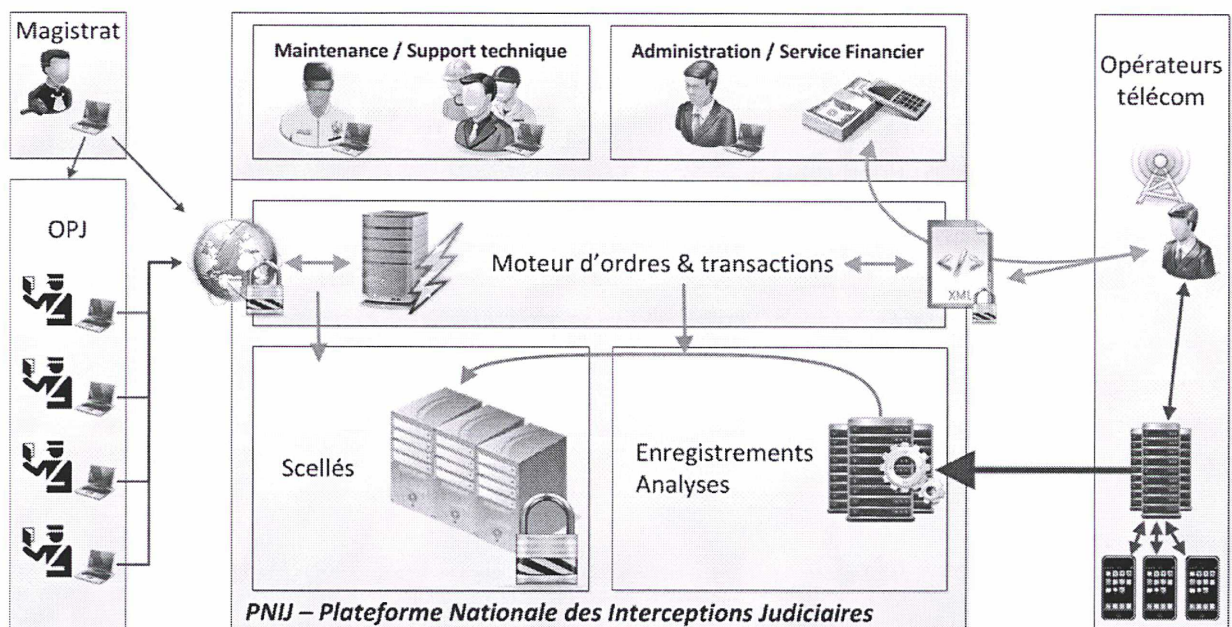 Magistrat
Maintenance / Support technique
Administration / Service Financier
Opérateurs
télécom
OPJ
Moteur d'ordres & transactions
</>
XML
Scellés
Enregistrements
Analyses
PNIJ – Plateforme Nationale des Interceptions Judiciaires